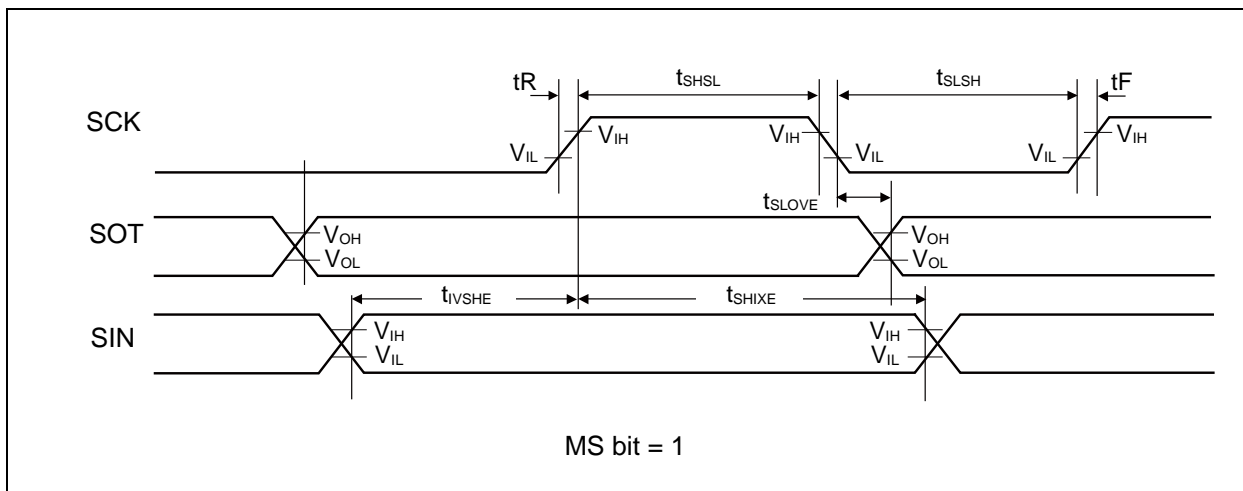 tR
tSHSL
tSLSH
tF
SCK
VIH
VIH
VIH
VIL
VIL
VIL
tSLOVE
SOT
VOH
VOH
VOL
VOL
tIVSHE
tSHIXE
SIN
VIH
VIH
VIL
VIL
MS bit = 1